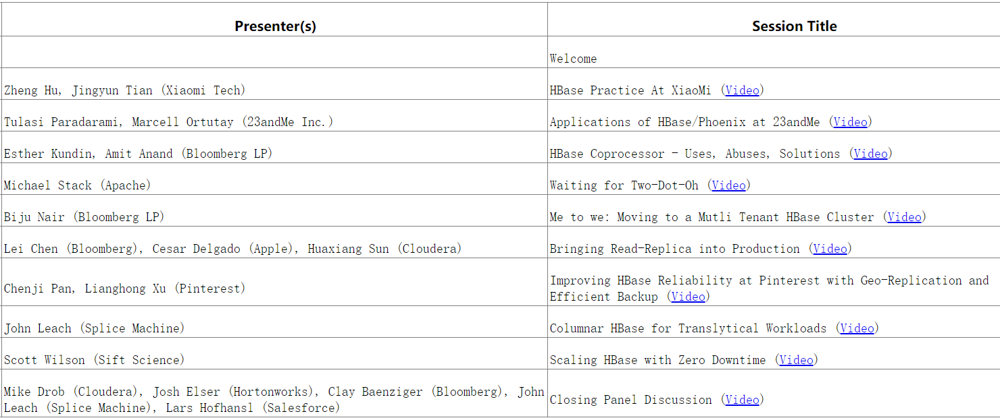 Presenter(s) Session Title
Welcome
Zheng Hu, Jingyun Tian (Xiaomi Tech) HBase Practice At XiaoMi (Video)
Tulasi Paradarami, Marcell Ortutay (23andMe Inc.) Applications of HBase/Phoenix at 23andMe (Video)
Esther Kundin, Amit Anand (Bloomberg LP) HBase Coprocessor - Uses, Abuses, Solutions (Video)
Michael Stack (Apache) Waiting for Two-Dot-Oh (Video)
Biju Nair (Bloomberg LP) Me to we: Moving to a Mutli Tenant HBase Cluster (Video)
Lei Chen (Bloomberg), Cesar Delgado (Apple), Huaxiang Sun (Cloudera) Bringing Read-Replica into Production (Video)
Chenji Pan, Lianghong Xu (Pinterest)
Improving HBase Reliability at Pinterest with Geo-Replication and
Efficient Backup (Video)
John Leach (Splice Machine) Columnar HBase for Translytical Workloads (Video)
Scott Wilson (Sift Science) Scaling HBase with Zero Downtime (Video)
Mike Drob (Cloudera), Josh Elser (Hortonworks), Clay Baenziger (Bloomberg), John
Leach (Splice Machine), Lars Hofhansl (Salesforce)
Closing Panel Discussion (Video)